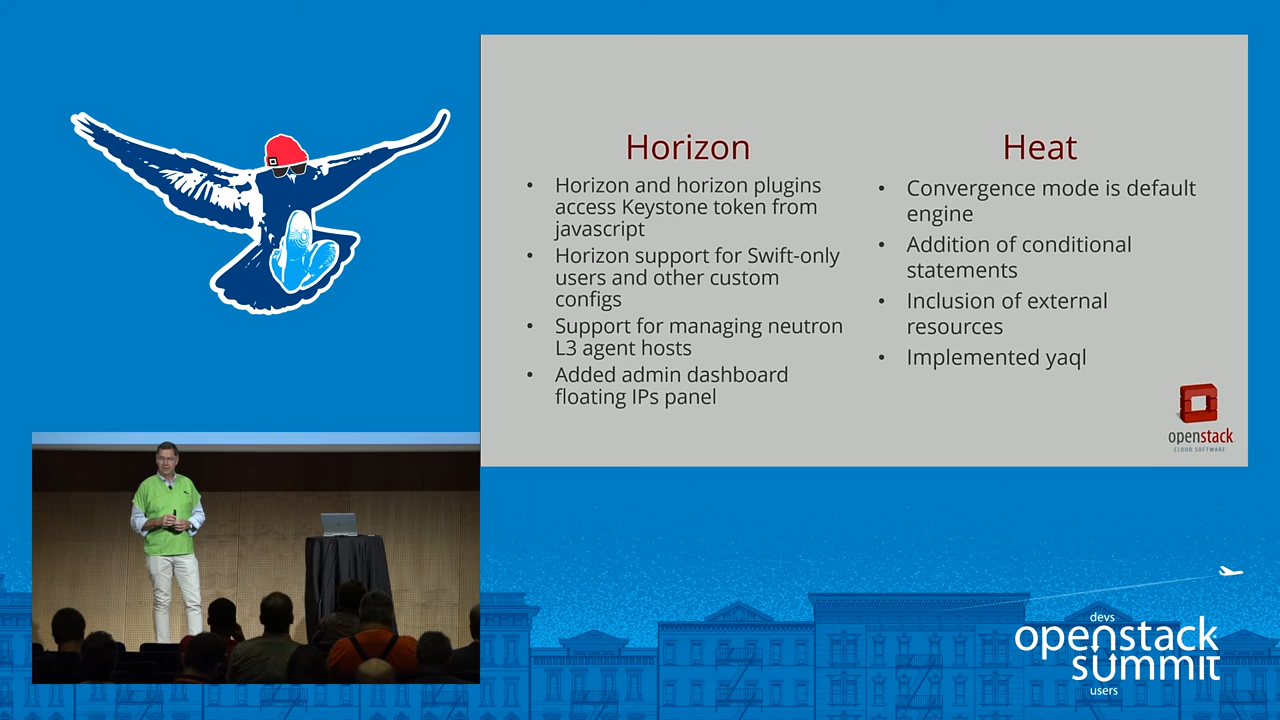 Horizon
• Horizon and horizon plugins
access Keystone token from
javascript
• Horizon support for Swift-only
users and other custom
configs
• Support for managing neutron
L3 agent hosts
• Added admin dashboard
floating IPs panel
Heat
• Convergence mode is default
engine
• Addition of conditional
statements
• Inclusion of external
resources
• Implemented yaql
openstack
CLOUD SOFTWARE
devs
openstack
summit
users